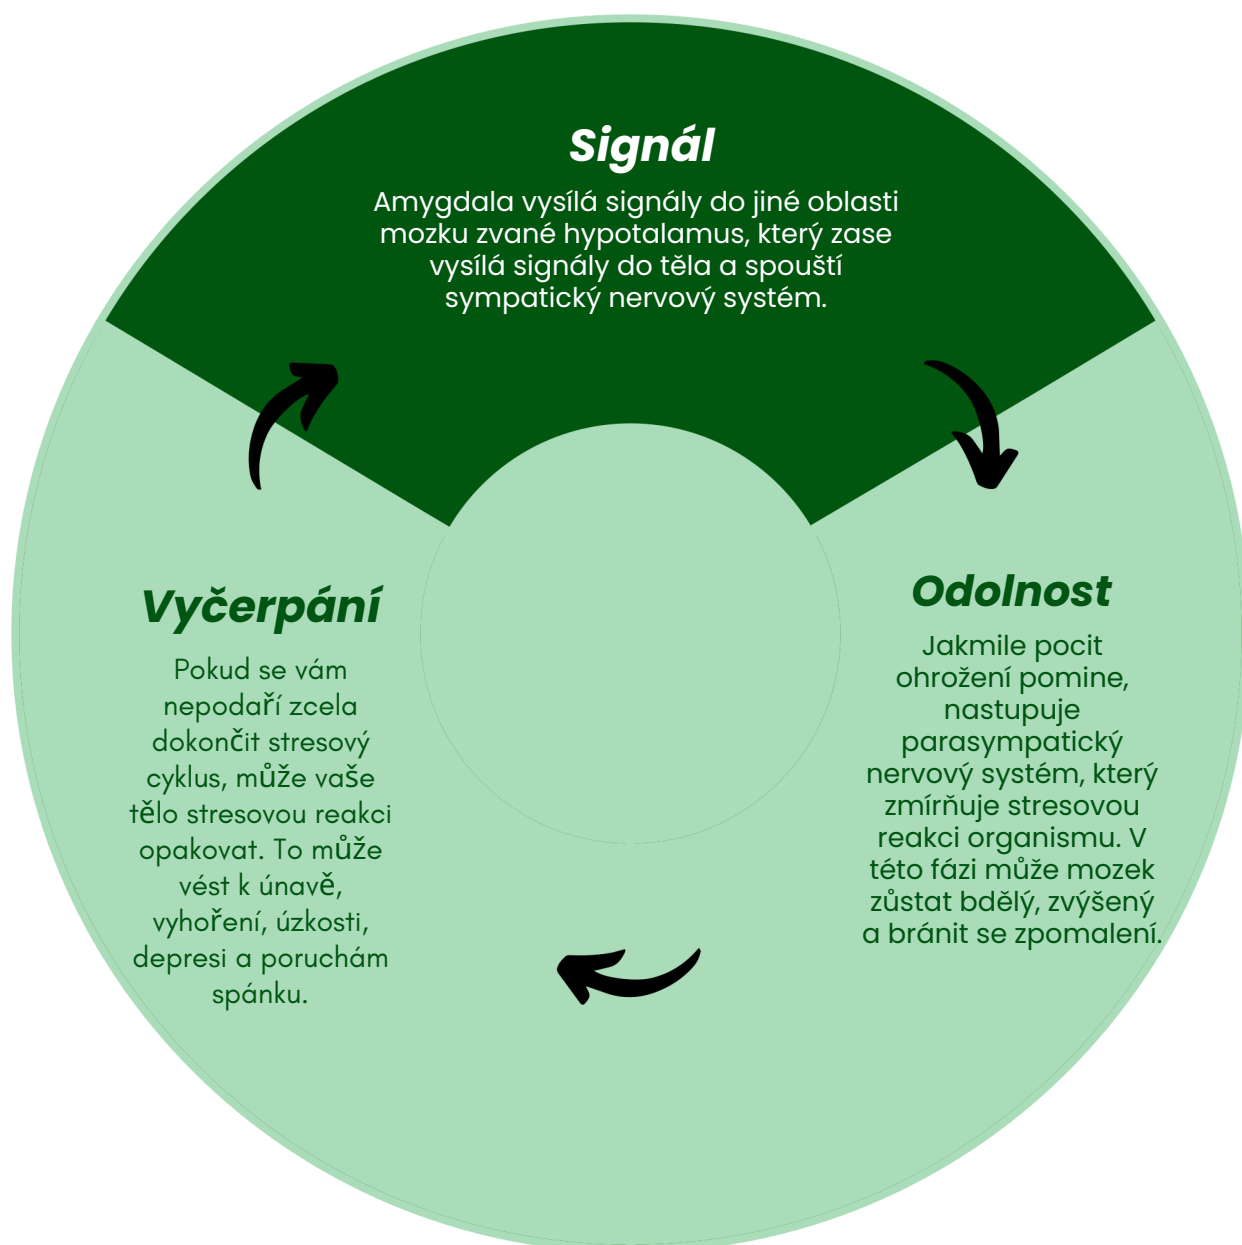 Signál
Amygdala vysílá signály do jiné oblasti
mozku zvané hypotalamus, který zase
vysílá signály do těla a spouští
sympatický nervový systém.
Odolnost
Jakmile pocit
ohrožení pomine,
nastupuje
parasympatický
nervový systém, který
zmírňuje stresovou
reakci organismu. V
této fázi může mozek
zůstat bdělý, zvýšený
a bránit se zpomalení.
Vyčerpání
Pokud se vám
nepodaří zcela
dokončit stresový
cyklus, může vaše
tělo stresovou reakci
opakovat. To může
vést k únavě,
vyhoření, úzkosti,
depresi a poruchám
spánku.